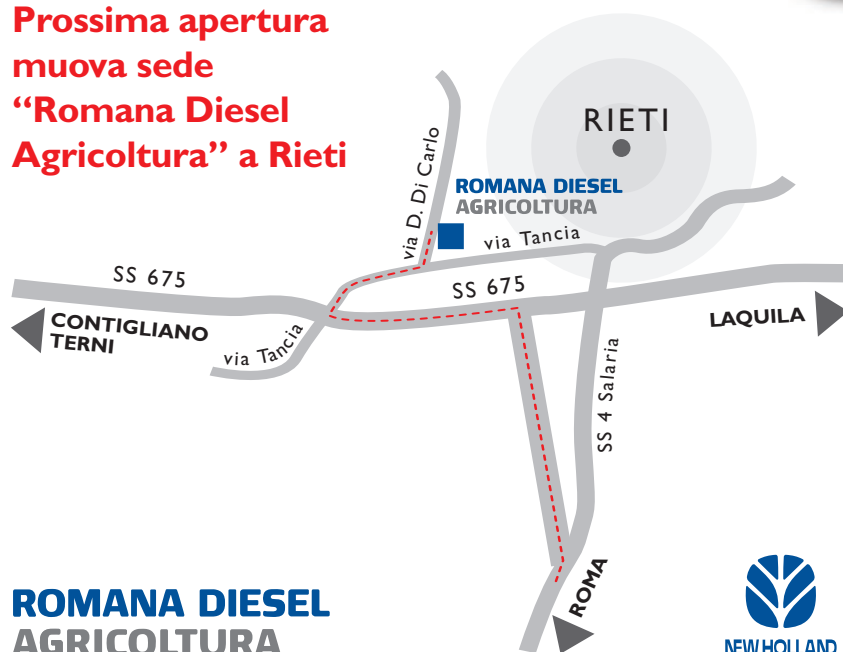 Prossima apertura
muova sede
“Romana Diesel
Agricoltura” a Rieti
RIETI
via D. Di Carlo
ROMANA DIESEL
AGRICOLTURA
via Tancia
SS 675
SS 675
CONTIGLIANO
TERNI
via Tancia
LAQUILA
SS 4 Salaria
ROMA
ROMANA DIESEL
AGRICOLTURA
NEW HOLLAND